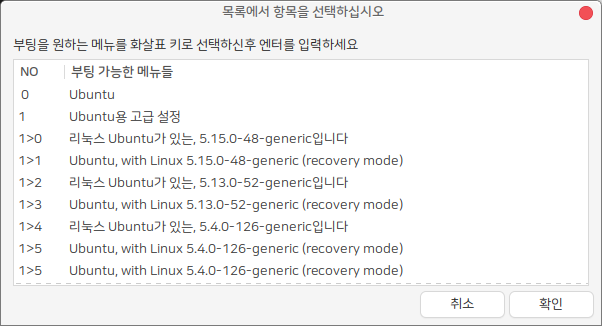 목록에서 항목을 선택하십시오
부팅을 원하는 메뉴를 화살표 키로 선택하신후 엔터를 입력하세요
NO 부팅 가능한 메뉴들
0 Ubuntu
1 Ubuntu용 고급 설정
1>0 리눅스 Ubuntu가 있는, 5.15.0-48-generic입니다
1>1 Ubuntu, with Linux 5.15.0-48-generic (recovery mode)
1>2 리눅스 Ubuntu가 있는, 5.13.0-52-generic입니다
1>3 Ubuntu, with Linux 5.13.0-52-generic (recovery mode)
1>4 리눅스 Ubuntu가 있는, 5.4.0-126-generic입니다
1>5 Ubuntu, with Linux 5.4.0-126-generic (recovery mode)
1>5 Ubuntu, with Linux 5.4.0-126-generic (recovery mode)
취소 확인